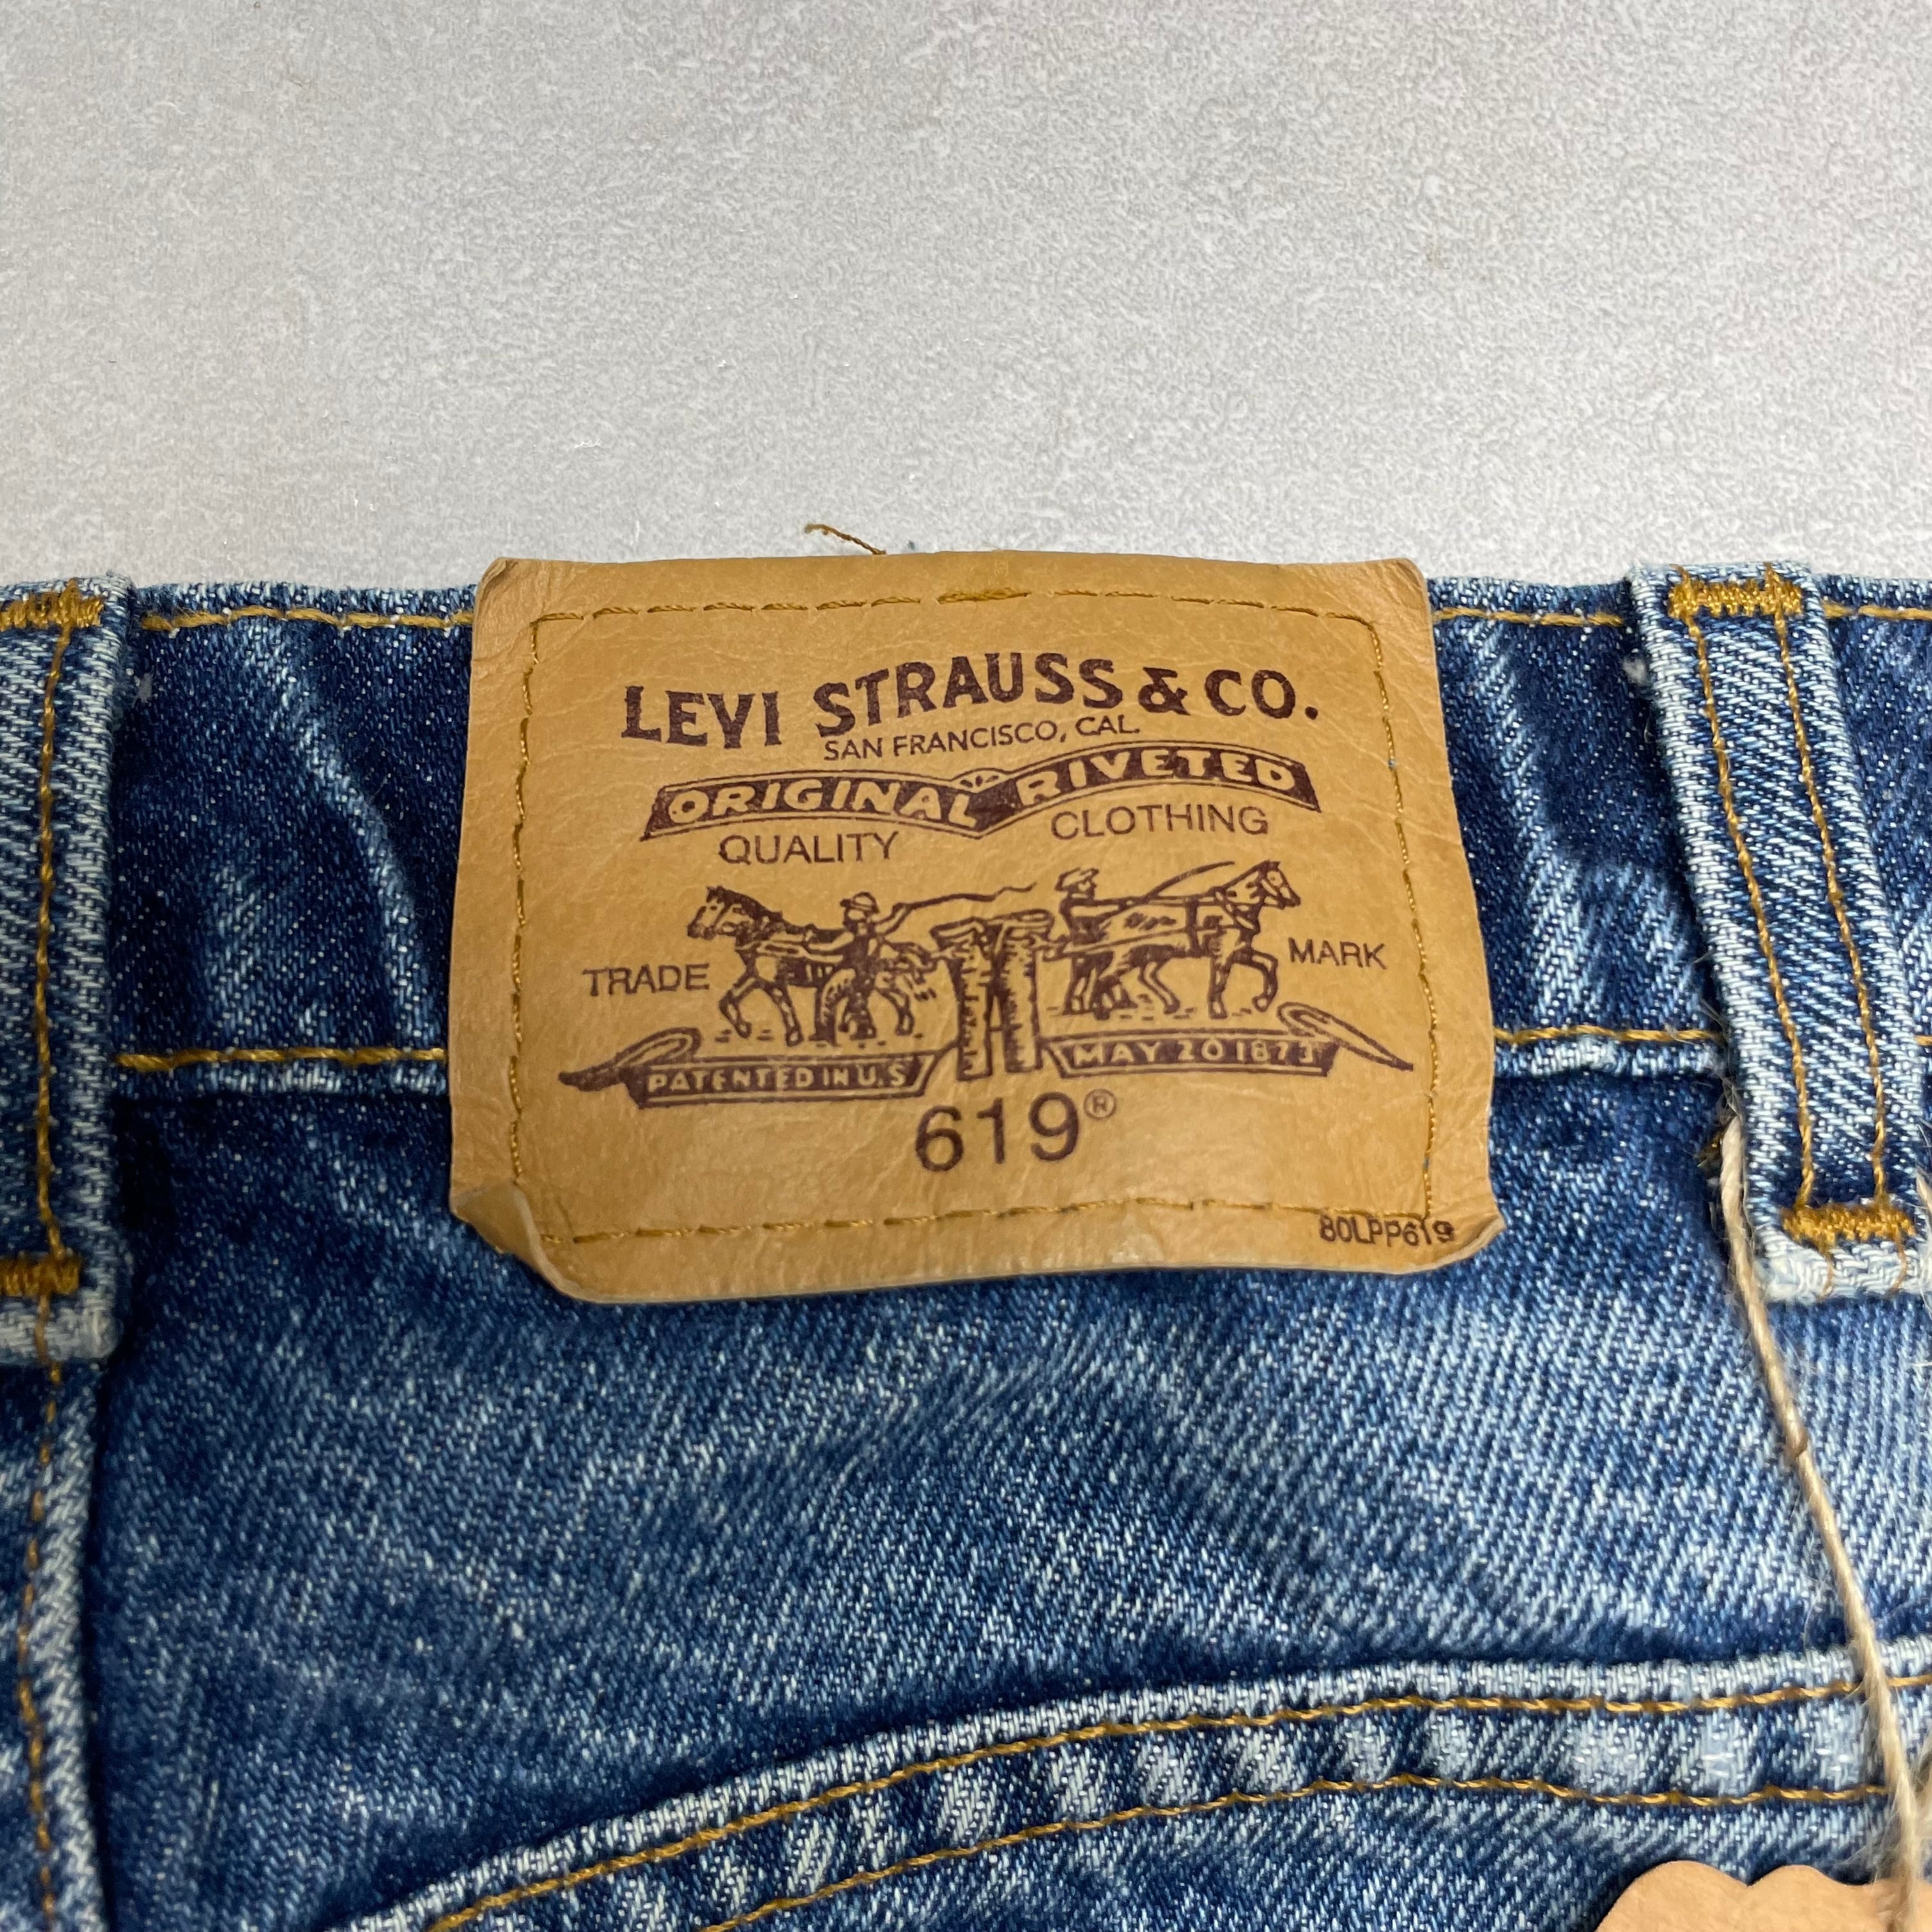 LEVI STRAUSS & CO.
SAN FRANCISCO, CAL.
ORIGINAL RIVETED
QUALITY CLOTHING
TRADE MARK
PATENTED IN U.S MAY 20 1873
619®
80LPP619